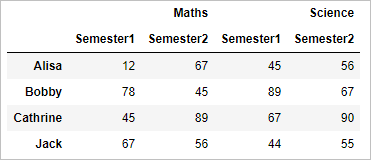 Maths Science
Semester1 Semester2 Semester1 Semester2
Alisa 12 67 45 56
Bobby 78 45 89 67
Cathrine 45 89 67 90
Jack 67 56 44 55